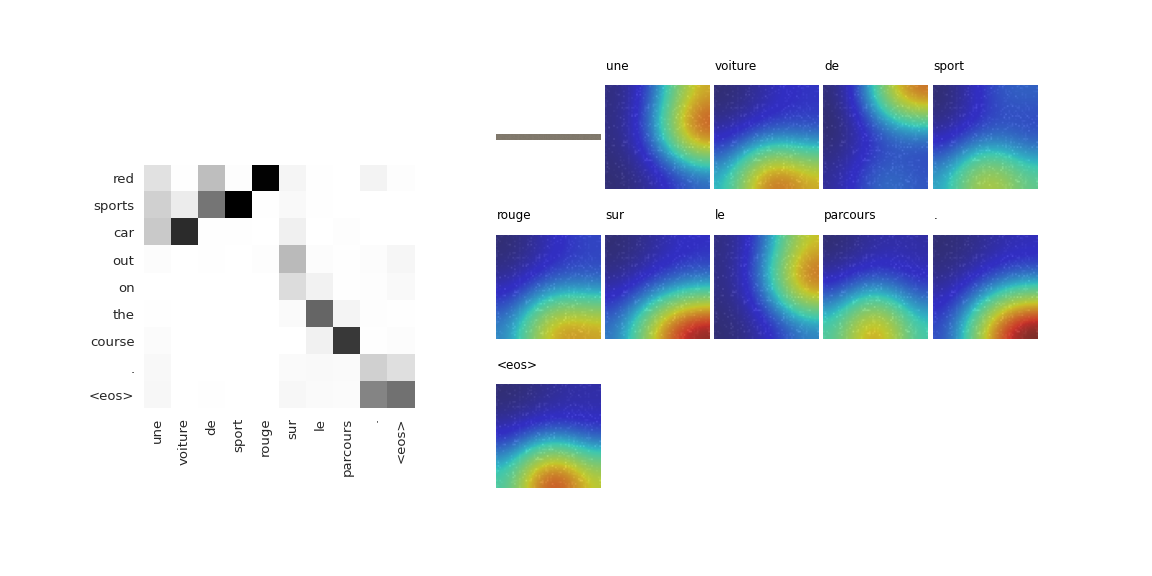 red
sports
car
out
on
the
course
.
<eos>
une
voiture
de
sport
rouge
sur
le
parcours
.
<eos>
une voiture de sport
rouge sur le parcours .
<eos>